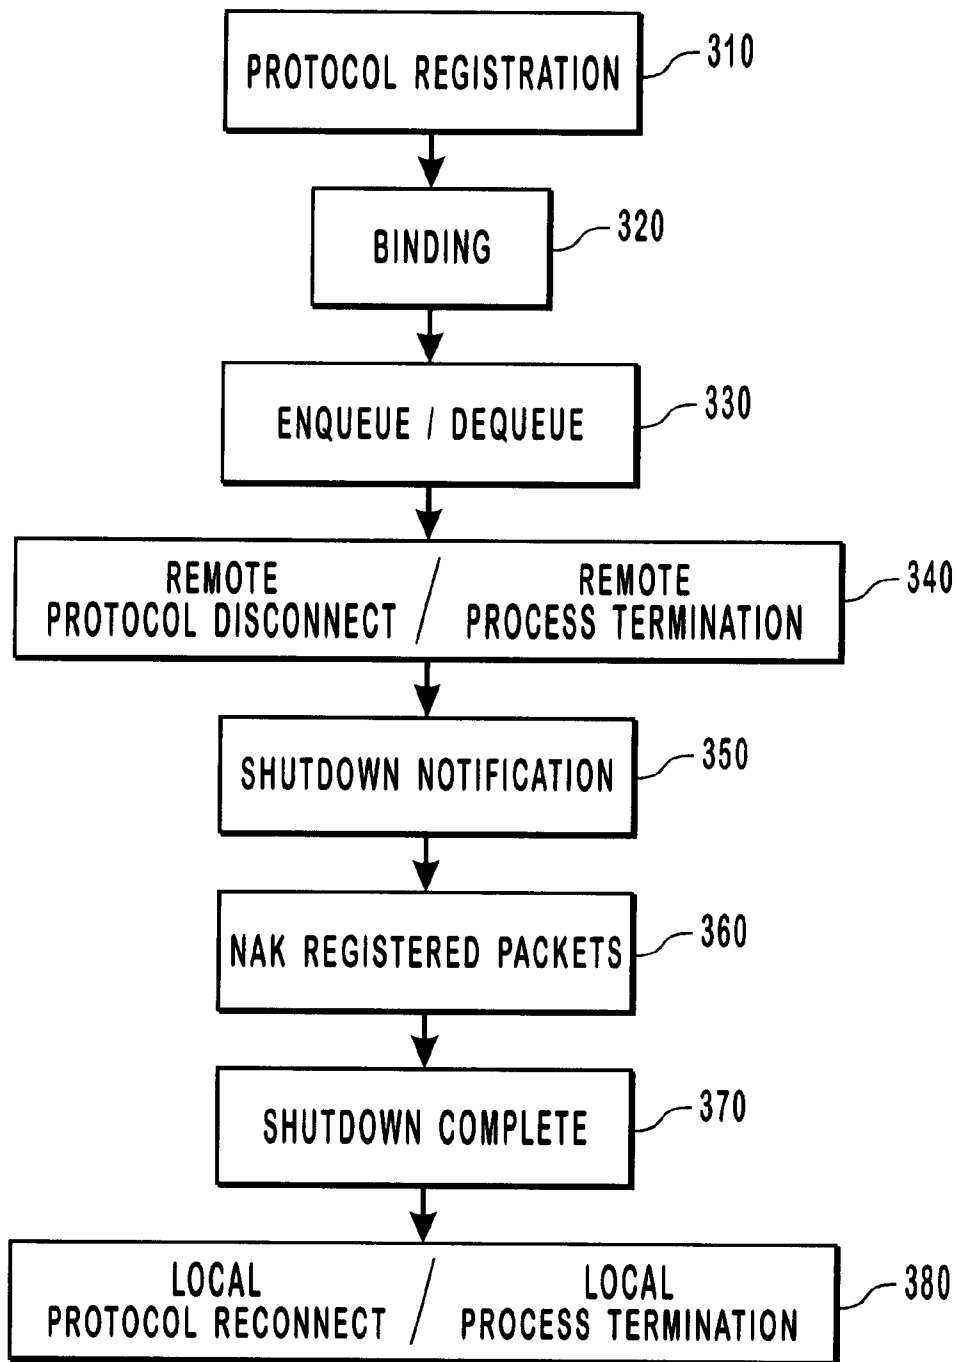 PROTOCOL REGISTRATION
310
BINDING
320
ENQUEUE / DEQUEUE
330
REMOTE
PROTOCOL DISCONNECT
/
REMOTE
PROCESS TERMINATION
340
SHUTDOWN NOTIFICATION
350
NAK REGISTERED PACKETS
360
SHUTDOWN COMPLETE
370
LOCAL
PROTOCOL RECONNECT
/
LOCAL
PROCESS TERMINATION
380